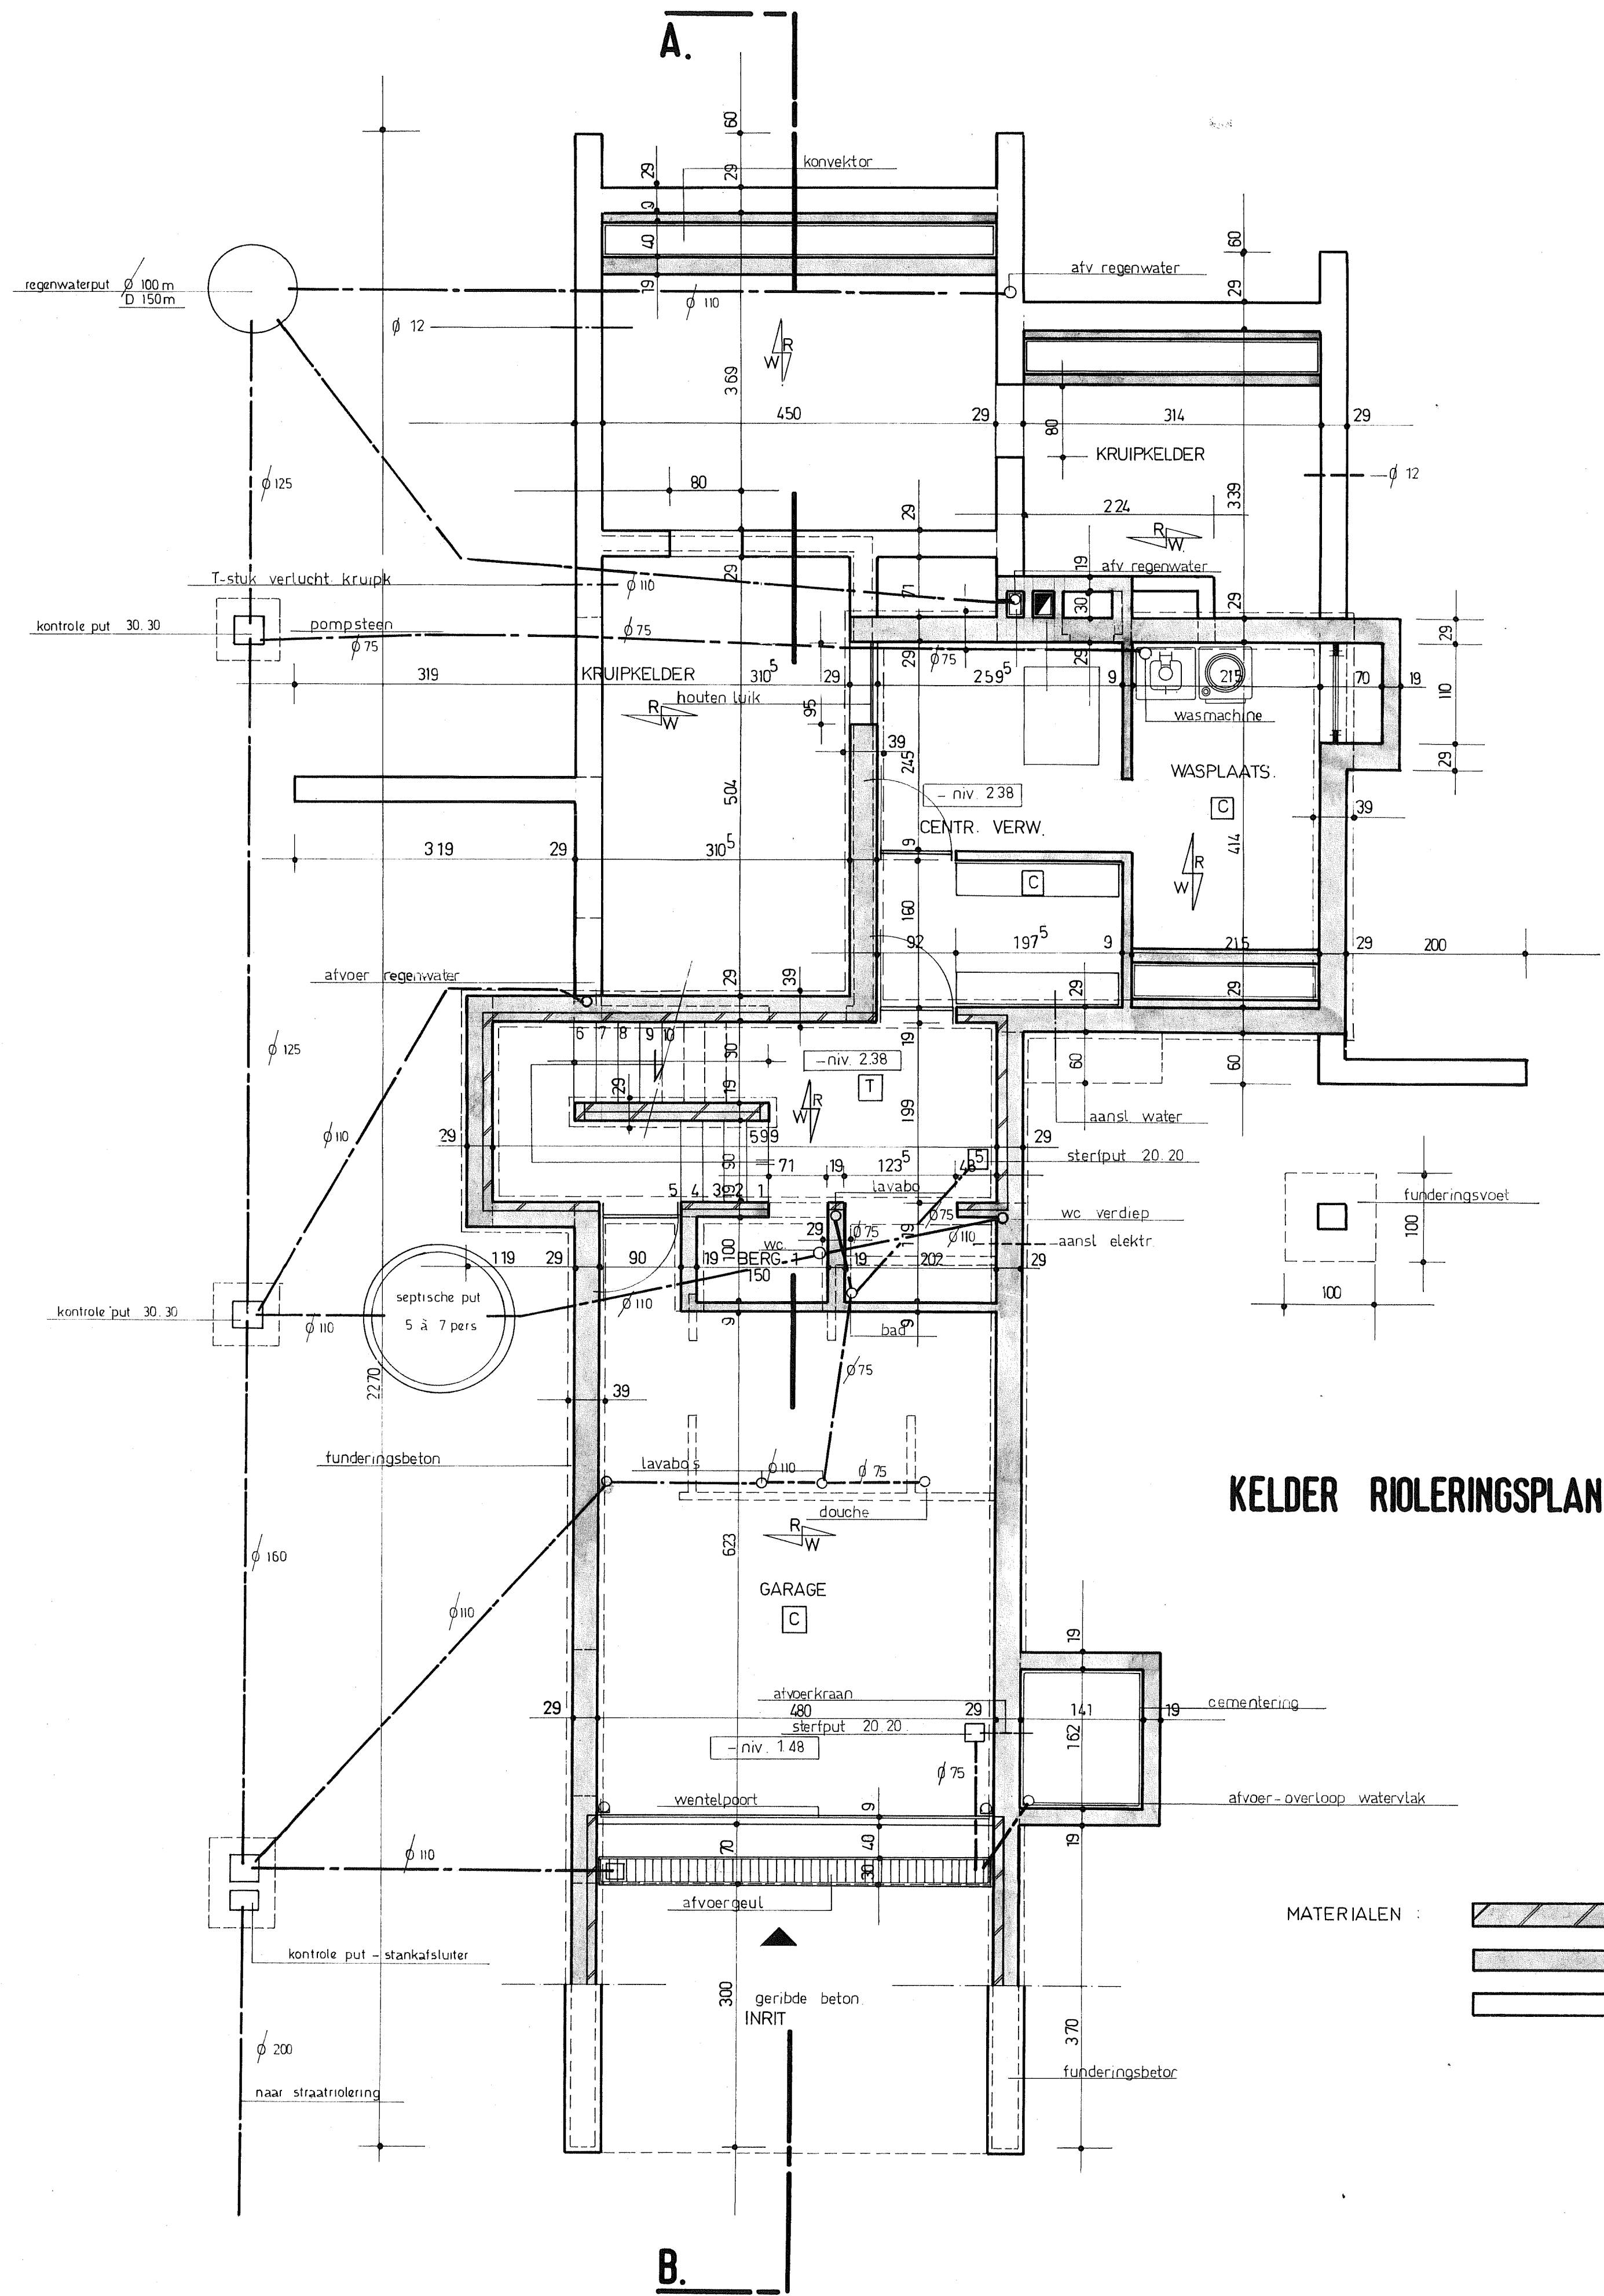 A.
60
29
29
konvektor
9
40
19
60
29
afv regenwater
regenwaterput ø 100 m
D 150 m
ø 110
ø 12
R
W
369
450
29
314
29
80
KRUIPKELDER
ø 125
80
ø 12
29
224
339
R
W.
19
T-stuk verlucht kruipk
29
ø 110
71
afv regenwater
30
29
kontrole put 30.30
pompsteen
ø 75
ø 75
29
ø 75
29
29
319
KRUIPKELDER
310⁵
29
259⁵
9
215
70
19
110
houten luik
R
W
95
wasmachine
39
245
29
WASPLAATS.
504
- niv. 2.38
C
39
CENTR. VERW.
319
29
310⁵
9
414
R
W
C
160
92
197⁵
9
215
29
200
afvoer regenwater
29
39
29
29
6 7 8 9 10
19
ø 125
90
- niv. 2.38
60
60
29
19
T
R
W
199
aansl. water
ø 110
29
599
29
71
19
123⁵
48⁵
sterfput 20.20
90
5 4 3 2 1
19
lavabo
funderingsvoet
ø 75
wc verdiep
29
ø 75
119
ø 110
aansl elektr.
100
wc
119
29
90
19
BERG. 1
150
19
202
29
septische put
5 à 7 pers
100
kontrole put 30.30
ø 110
ø 110
9
bad
9
ø 75
2270
39
funderingsbeton
lavabo's
ø 110
ø 75
KELDER RIOLERINGSPLAN
douche
R
W
623
ø 160
GARAGE
C
ø 110
19
afvoerkraan
29
480
29
141
19
cementering
sterfput 20.20
162
- niv. 1.48
ø 75
wentelpoort
9
afvoer-overloop watervlak
70
40
19
ø 110
30
afvoergeul
MATERIALEN :
kontrole put - stankafsluiter
300
geribde beton
INRIT
370
ø 200
funderingsbeton
naar straatriolering
B.